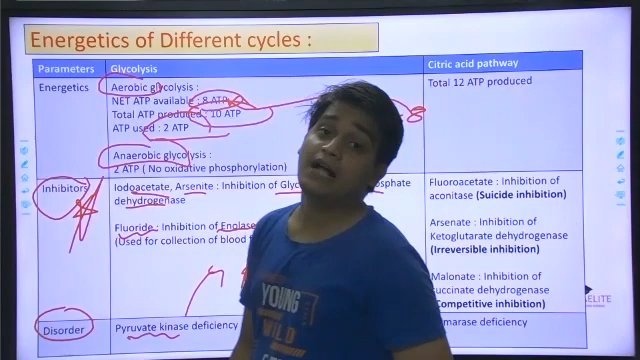 Energetics of Different cycles :
Parameters Glycolysis Citric acid pathway
Energetics
Aerobic glycolysis :
NET ATP available : 8 ATP
Total ATP produced : 10 ATP
ATP used : 2 ATP
Anaerobic glycolysis :
2 ATP ( No oxidative phosphorylation)
Total 12 ATP produced
8
Inhibitors
Iodoacetate, Arsenite : Inhibition of
dehydrogenase
Fluoride : Inhibition of Enolase
(Used for collection of blood
Fluoroacetate : Inhibition of
aconitase (Suicide inhibition)
Arsenate : Inhibition of
Ketoglutarate dehydrogenase
(Irreversible inhibition)
Malonate : Inhibition of
succinate dehydrogenase
(Competitive inhibition)
Disorder
Pyruvate kinase deficiency
deficiency
YOUNG
WILD